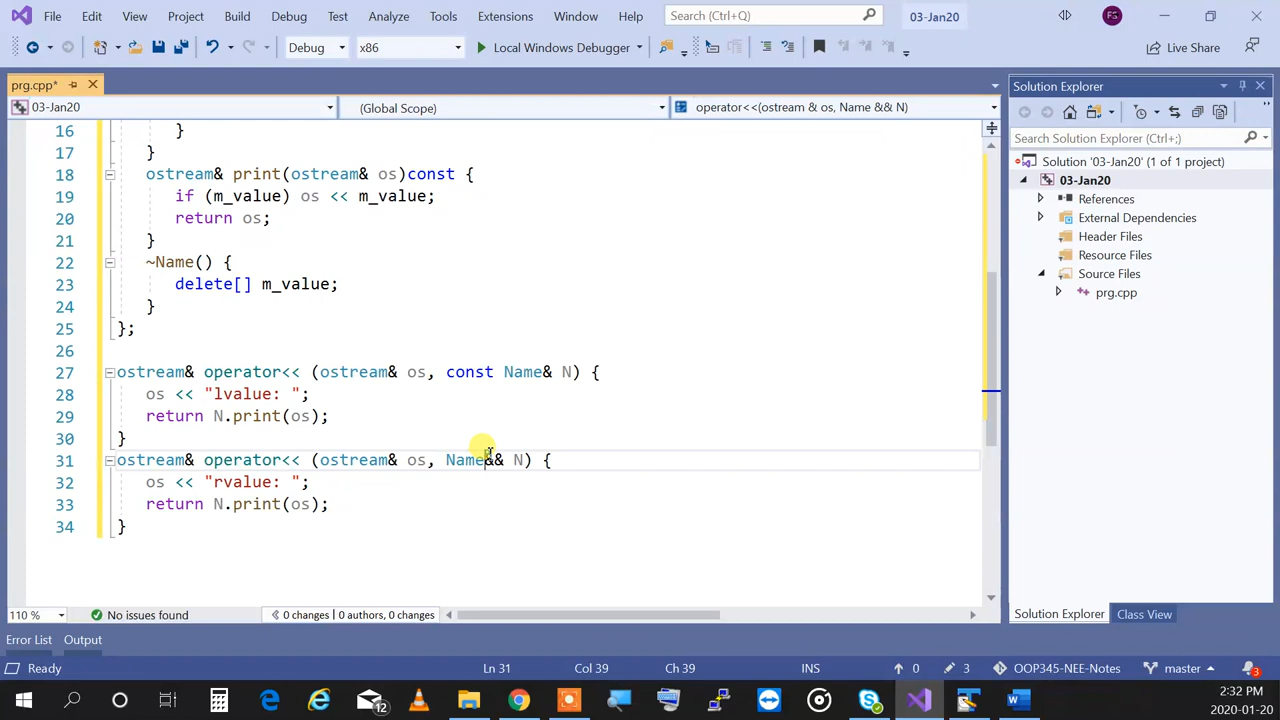 File Edit View Project Build Debug Test Analyze Tools Extensions Window Help Search (Ctrl+Q) 03-Jan20 FS
Debug x86 Local Windows Debugger Live Share
prg.cpp* Solution Explorer
03-Jan20 (Global Scope) operator<<(ostream & os, Name && N)
Search Solution Explorer (Ctrl+;)
Solution '03-Jan20' (1 of 1 project)
03-Jan20
References
External Dependencies
Header Files
Resource Files
Source Files
prg.cpp
16 }
17 }
18 ostream& print(ostream& os)const {
19 if (m_value) os << m_value;
20 return os;
21 }
22 ~Name() {
23 delete[] m_value;
24 }
25 };
26
27 ostream& operator<< (ostream& os, const Name& N) {
28 os << "lvalue: ";
29 return N.print(os);
30 }
31 ostream& operator<< (ostream& os, Name&& N) {
32 os << "rvalue: ";
33 return N.print(os);
34 }
110 % No issues found 0 changes | 0 authors, 0 changes
Solution Explorer Class View
Error List Output
Ready Ln 31 Col 39 Ch 39 INS 0 3 OOP345-NEE-Notes master 3
12
2:32 PM
2020-01-20